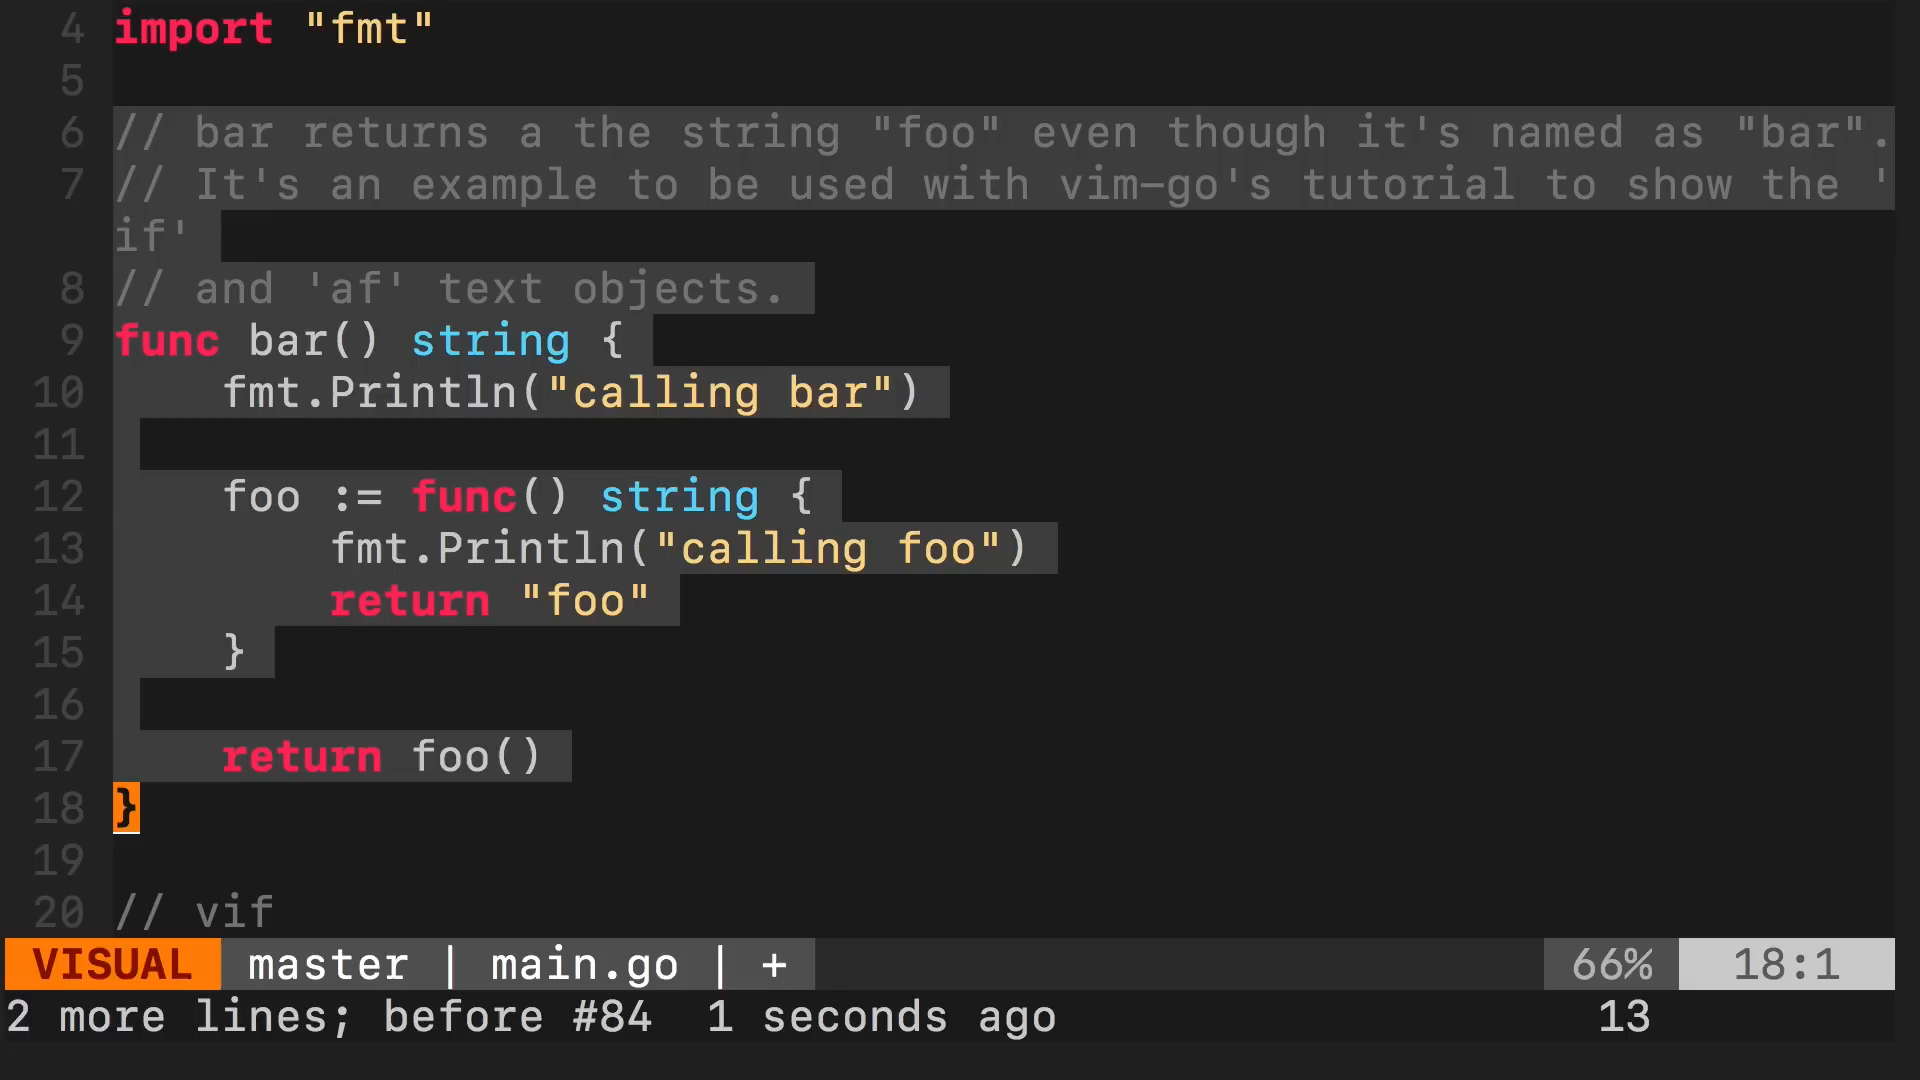 4 import "fmt"
5
6 // bar returns a the string "foo" even though it's named as "bar".
7 // It's an example to be used with vim-go's tutorial to show the '
if'
8 // and 'af' text objects.
9 func bar() string {
10 fmt.Println("calling bar")
11
12 foo := func() string {
13 fmt.Println("calling foo")
14 return "foo"
15 }
16
17 return foo()
18 }
19
20 // vif
VISUAL master | main.go | + 66% 18:1
2 more lines; before #84 1 seconds ago 13